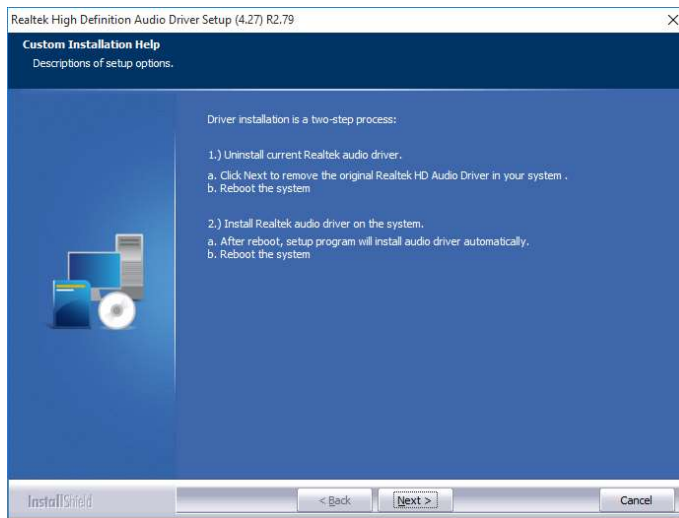 Realtek High Definition Audio Driver Setup (4.27) R2.79
Custom Installation Help
Descriptions of setup options.
Driver installation is a two-step process:
1.) Uninstall current Realtek audio driver.
a. Click Next to remove the original Realtek HD Audio Driver in your system .
b. Reboot the system
2.) Install Realtek audio driver on the system.
a. After reboot, setup program will install audio driver automatically.
b. Reboot the system
InstallShield
< Back
Next >
Cancel